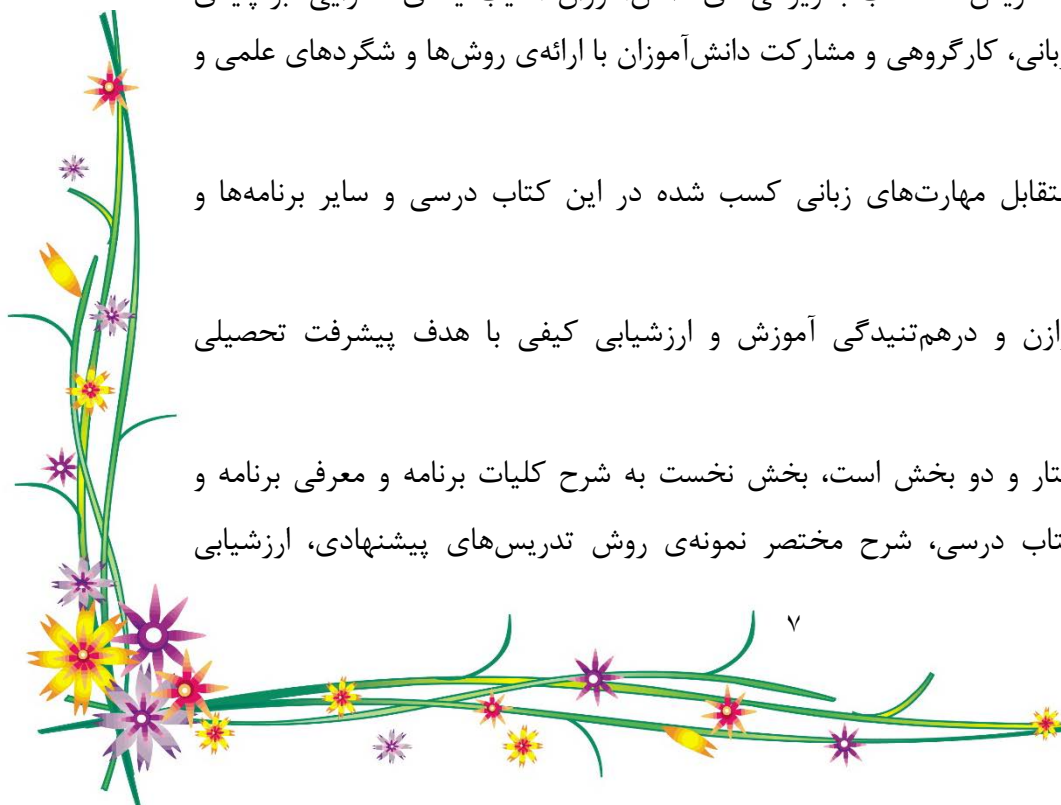 بانی، کارگروهی و مشارکت دانش‌آموزان با ارائه‌ی روش‌ها و شگردهای علمی و
متقابل مهارت‌های زبانی کسب شده در این کتاب درسی و سایر برنامه‌ها و
ازن و درهم‌تنیدگی آموزش و ارزشیابی کیفی با هدف پیشرفت تحصیلی
تار و دو بخش است، بخش نخست به شرح کلیات برنامه و معرفی برنامه و
تاب درسی، شرح مختصر نمونه‌ی روش تدریس‌های پیشنهادی، ارزشیابی
۷